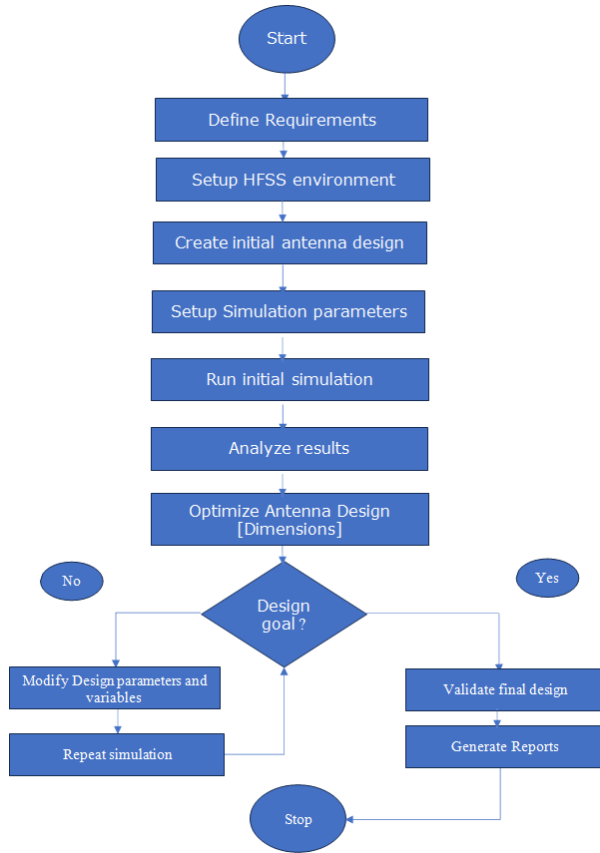 Start
Define Requirements
Setup HFSS environment
Create initial antenna design
Setup Simulation parameters
Run initial simulation
Analyze results
Optimize Antenna Design
[Dimensions]
No
Yes
Design
goal?
Modify Design parameters and
variables
Validate final design
Repeat simulation
Generate Reports
Stop